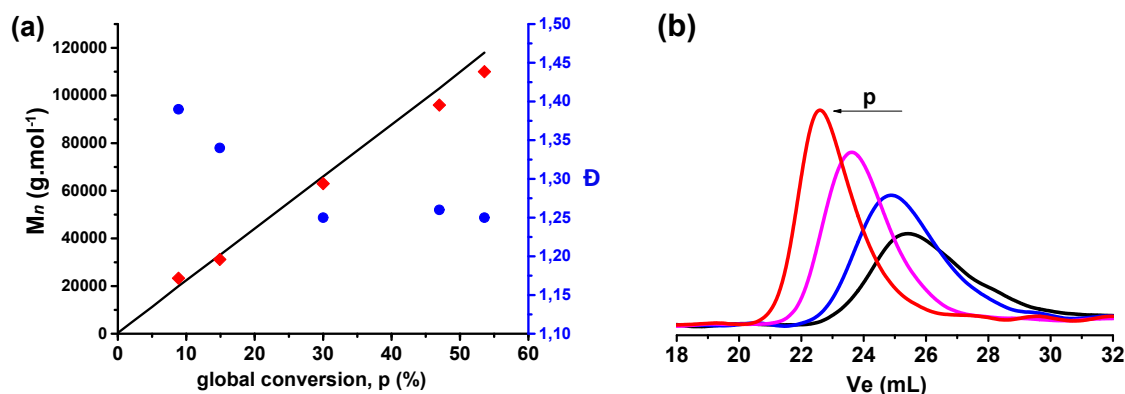 (a)
120000
100000
80000
60000
40000
20000
0
Mn (g.mol-1)
0 10 20 30 40 50 60
global conversion, p (%)
1,50
1,45
1,40
1,35
1,30
1,25
1,20
1,15
1,10
Đ
(b)
p
18 20 22 24 26 28 30 32
Ve (mL)